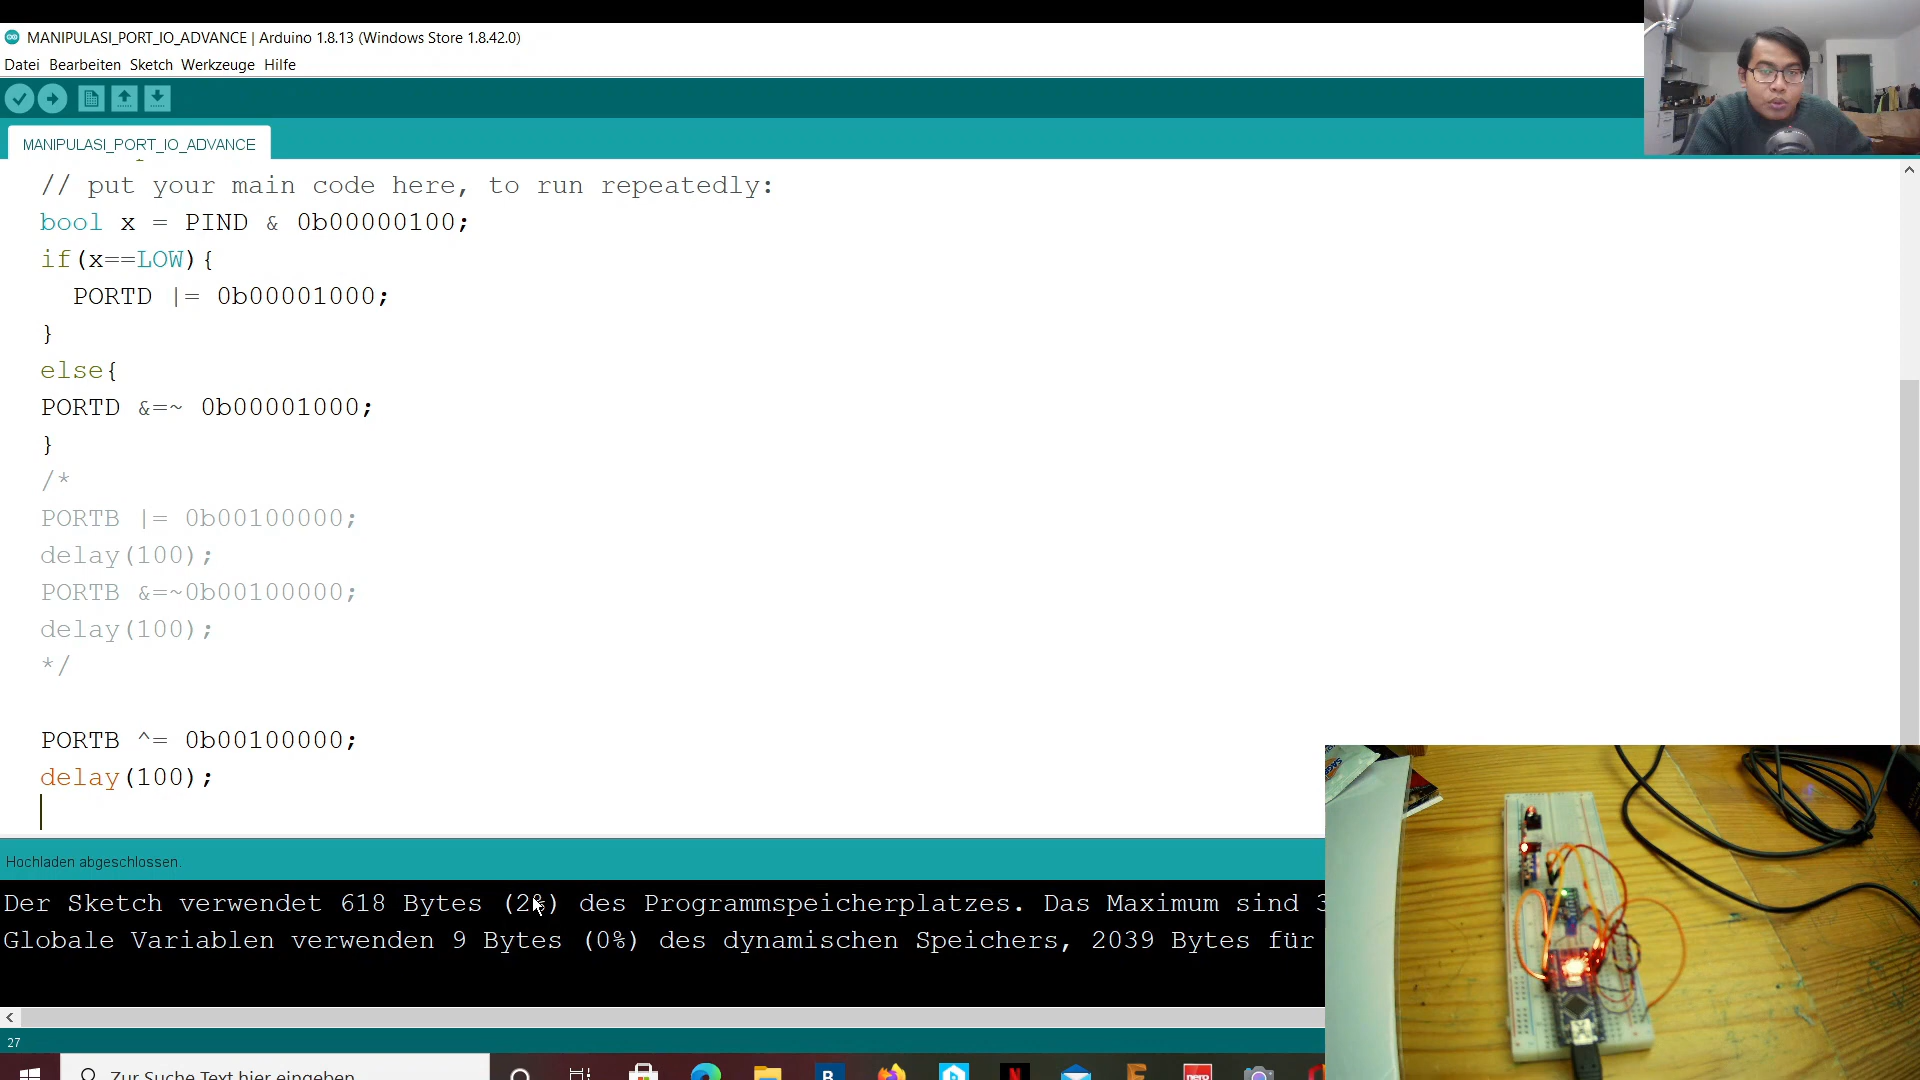 MANIPULASI_PORT_IO_ADVANCE | Arduino 1.8.13 (Windows Store 1.8.42.0)
Datei Bearbeiten Sketch Werkzeuge Hilfe
MANIPULASI_PORT_IO_ADVANCE
// put your main code here, to run repeatedly:
bool x = PIND & 0b00000100;
if(x==LOW){
PORTD |= 0b00001000;
}
else{
PORTD &=~ 0b00001000;
}
/*
PORTB |= 0b00100000;
delay(100);
PORTB &=~0b00100000;
delay(100);
*/
PORTB ^= 0b00100000;
delay(100);
Hochladen abgeschlossen.
Der Sketch verwendet 618 Bytes (2%) des Programmspeicherplatzes. Das Maximum sind 3
Globale Variablen verwenden 9 Bytes (0%) des dynamischen Speichers, 2039 Bytes für
27
Zur Suche Text hier eingeben